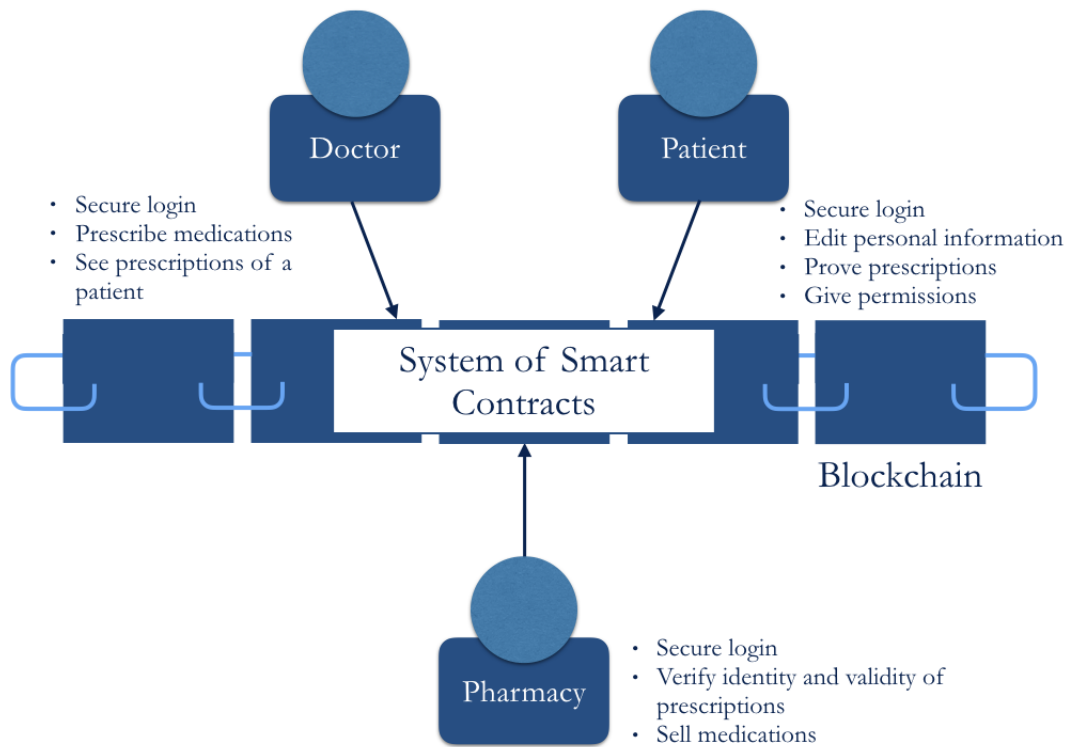 Doctor
Patient
• Secure login
• Prescribe medications
• See prescriptions of a
patient
• Secure login
• Edit personal information
• Prove prescriptions
• Give permissions
System of Smart
Contracts
Blockchain
Pharmacy
• Secure login
• Verify identity and validity of
prescriptions
• Sell medications